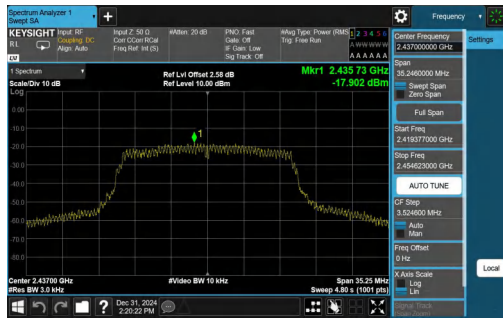 Spectrum Analyzer 1
Swept SA
Frequency
KEYSIGHT
RL
Input: RF
Coupling: DC
Align: Auto
Input Z: 50 Ω
Corr CCorr RCal
Freq Ref: Int (S)
#Atten: 20 dB
PNO: Fast
Gate: Off
IF Gain: Low
Sig Track: Off
#Avg Type: Power (RMS
Trig: Free Run
1 2 3 4 5 6
A W W W W W
A A A A A A
LV
1 Spectrum
Scale/Div 10 dB
Log
Ref Lvl Offset 2.58 dB
Ref Level 10.00 dBm
Mkr1 2.435 73 GHz
-17.902 dBm
1
0.00
-10.0
-20.0
-30.0
-40.0
-50.0
-60.0
-80.0
Center 2.43700 GHz
#Res BW 3.0 kHz
#Video BW 10 kHz
Span 35.25 MHz
Sweep 4.80 s (1001 pts)
Dec 31, 2024
2:20:22 PM
Center Frequency
2.437000000 GHz
Span
35.2460000 MHz
Swept Span
Zero Span
Full Span
Start Freq
2.419377000 GHz
Stop Freq
2.454623000 GHz
AUTO TUNE
CF Step
3.524600 MHz
Auto
Man
Freq Offset
0 Hz
X Axis Scale
Log
Lin
Signal Track
Settings
Local